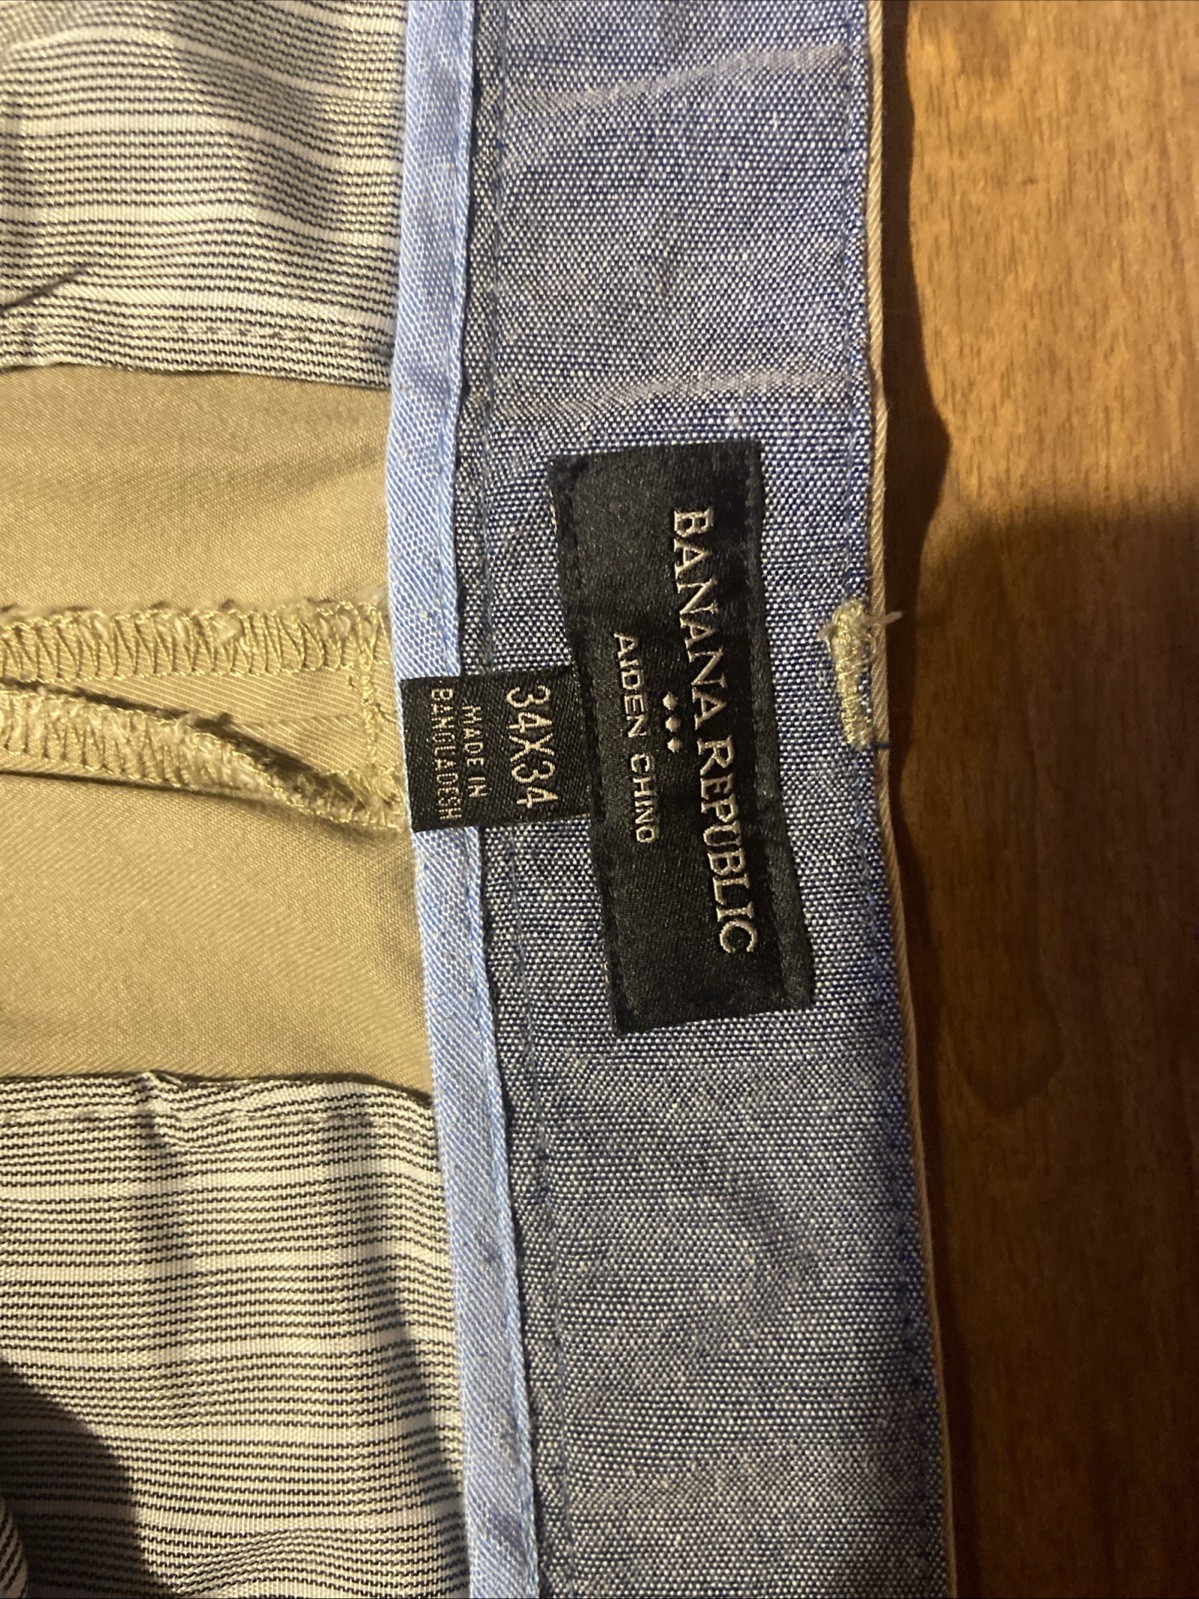 BANANA REPUBLIC
AIDEN CHINO
34X34
MADE IN
BANGLADESH